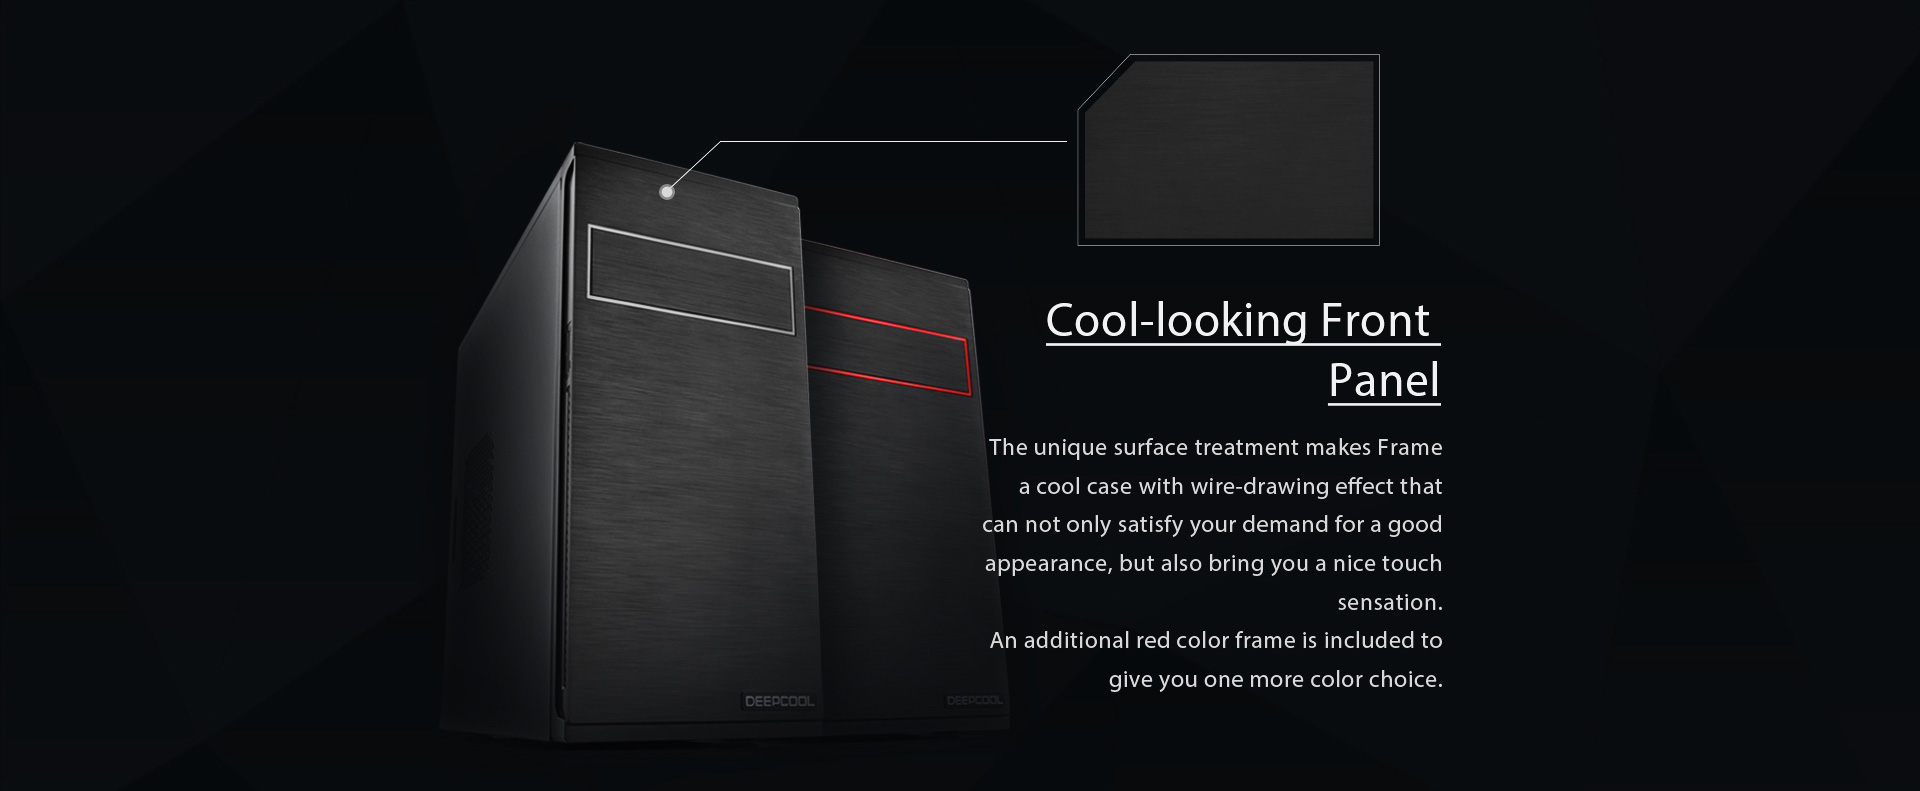 Cool-looking Front
Panel
The unique surface treatment makes Frame
a cool case with wire-drawing effect that
can not only satisfy your demand for a good
appearance, but also bring you a nice touch
sensation.
An additional red color frame is included to
give you one more color choice.
DEEPCOOL
DEEPCOOL